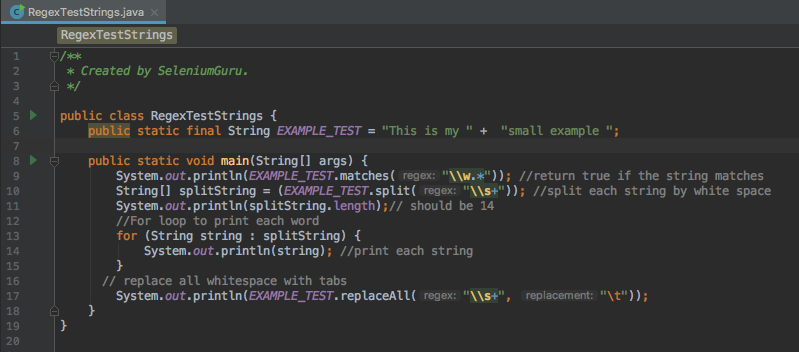 RegexTestStrings.java
RegexTestStrings
1 /**
2 * Created by SeleniumGuru.
3 */
4
5 public class RegexTestStrings {
6 public static final String EXAMPLE_TEST = "This is my " + "small example ";
7
8 public static void main(String[] args) {
9 System.out.println(EXAMPLE_TEST.matches( regex: "\\w.*")); //return true if the string matches
10 String[] splitString = (EXAMPLE_TEST.split( regex: "\\s+")); //split each string by white space
11 System.out.println(splitString.length);// should be 14
12 //For loop to print each word
13 for (String string : splitString) {
14 System.out.println(string); //print each string
15 }
16 // replace all whitespace with tabs
17 System.out.println(EXAMPLE_TEST.replaceAll( regex: "\\s+", replacement: "\t"));
18 }
19 }
20